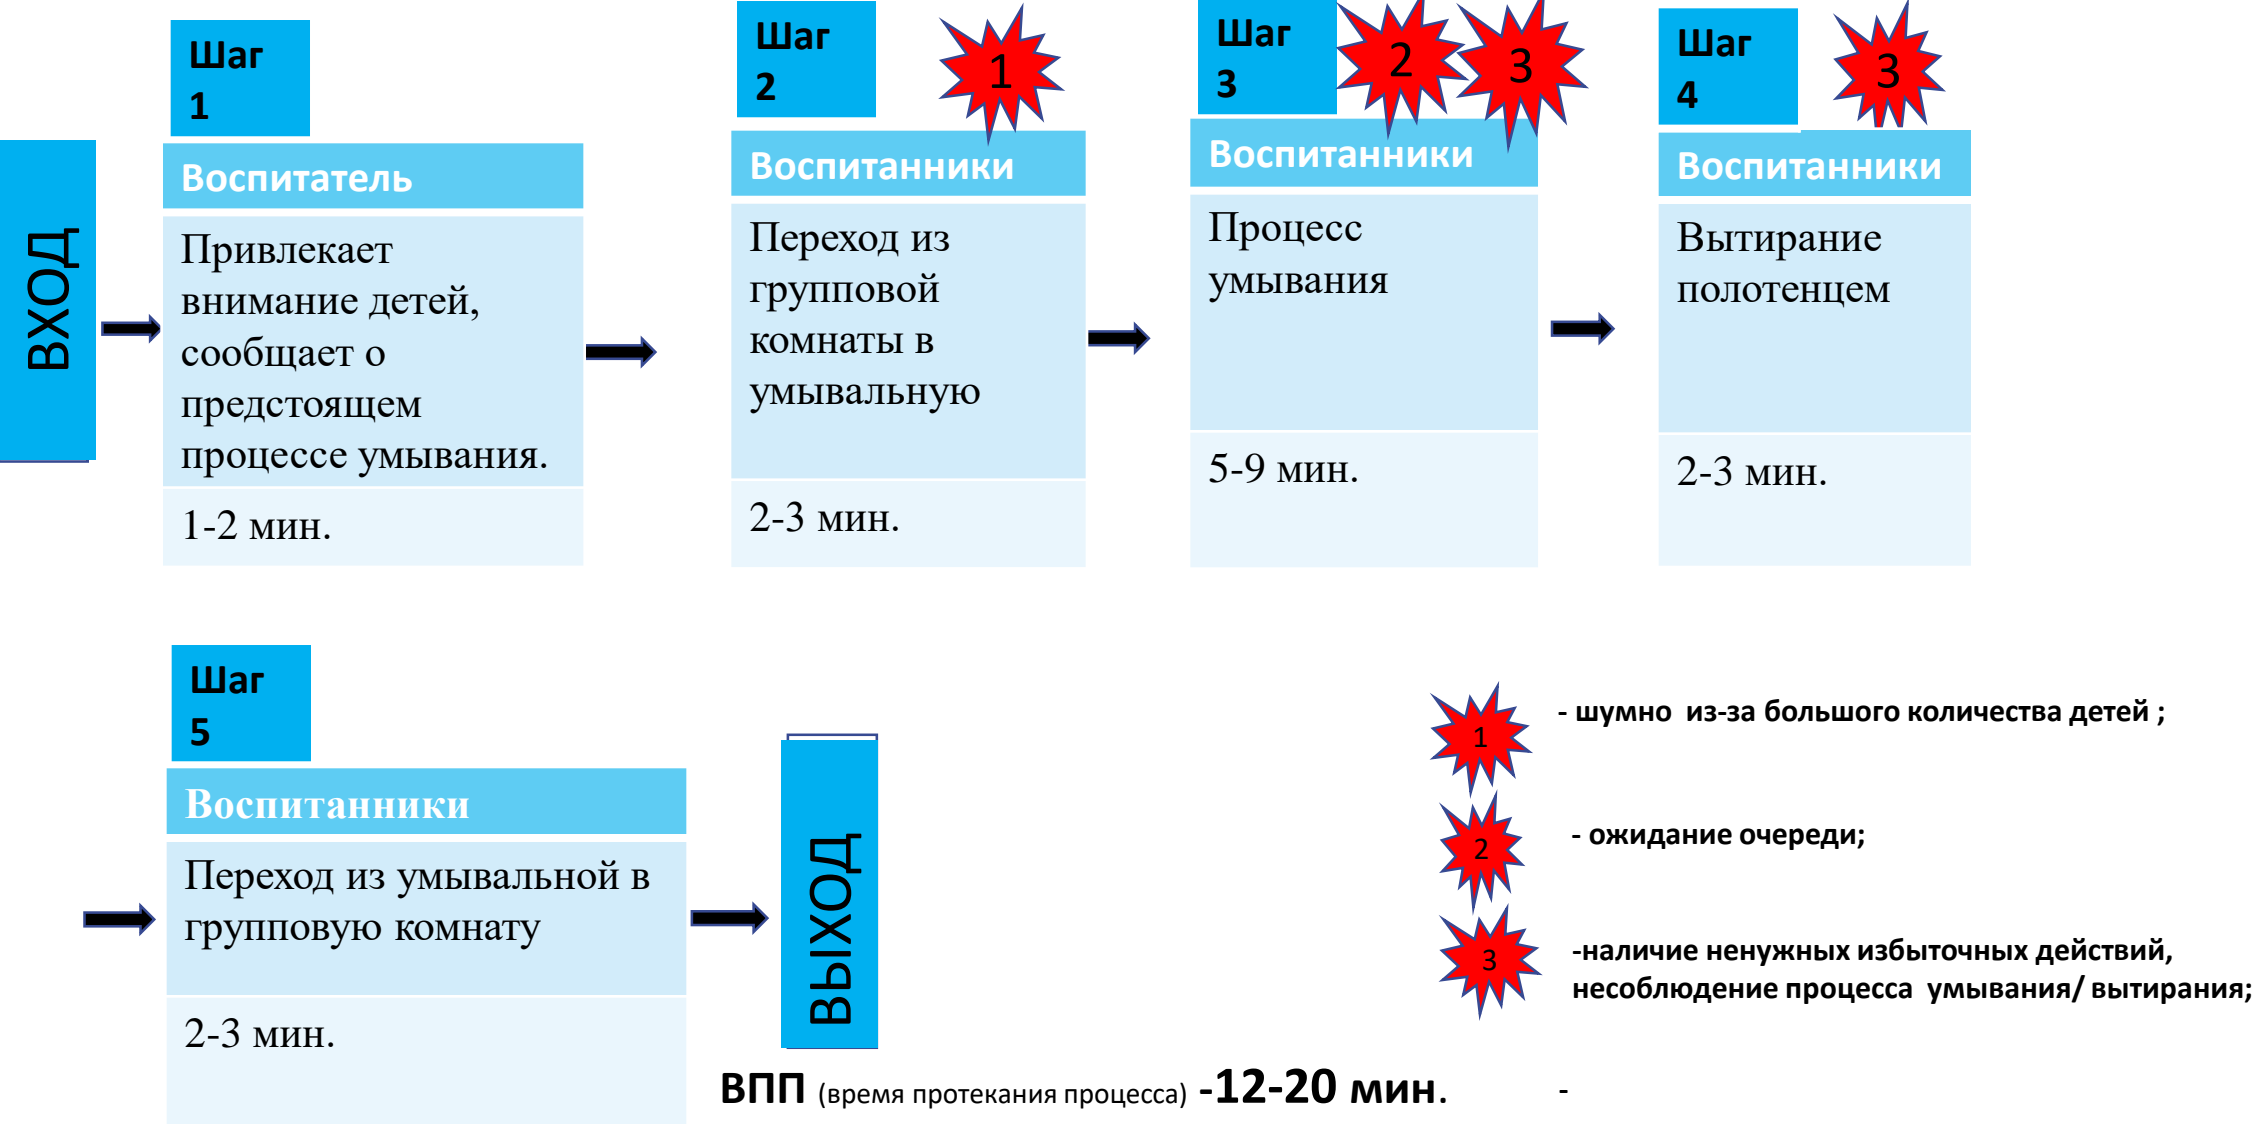 ВХОД
Шаг
1
Воспитатель
Привлекает
внимание детей,
сообщает о
предстоящем
процессе умывания.
1-2 мин.
Шаг
2
1
Воспитанники
Переход из
групповой
комнаты в
умывальную
2-3 мин.
Шаг
3
2
3
Воспитанники
Процесс
умывания
5-9 мин.
Шаг
4
3
Воспитанники
Вытирание
полотенцем
2-3 мин.
Шаг
5
Воспитанники
Переход из умывальной в
групповую комнату
2-3 мин.
ВЫХОД
1
- шумно из-за большого количества детей ;
2
- ожидание очереди;
3
-наличие ненужных избыточных действий,
несоблюдение процесса умывания/ вытирания;
ВПП (время протекания процесса) -12-20 мин.
-